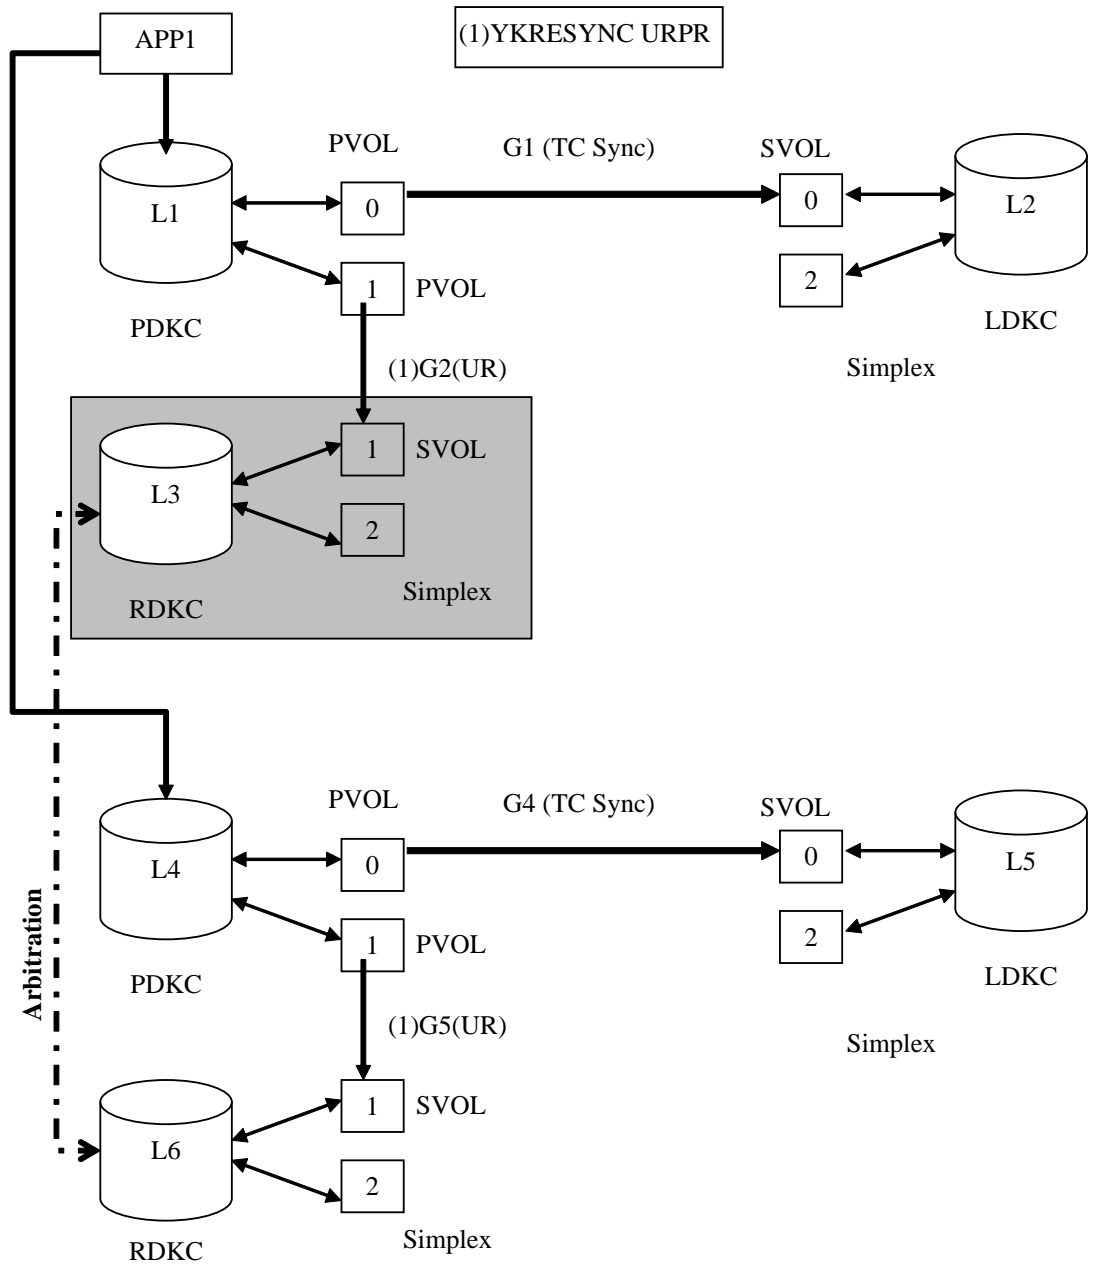 APP1
(1)YKRESYNC URPR
PVOL
G1 (TC Sync)
SVOL
L1
0
0
L2
1
PVOL
2
PDKC
LDKC
(1)G2(UR)
Simplex
L3
1
SVOL
2
RDKC
Simplex
PVOL
G4 (TC Sync)
SVOL
L4
0
0
L5
1
PVOL
2
PDKC
LDKC
Arbitration
(1)G5(UR)
Simplex
L6
1
SVOL
2
RDKC
Simplex